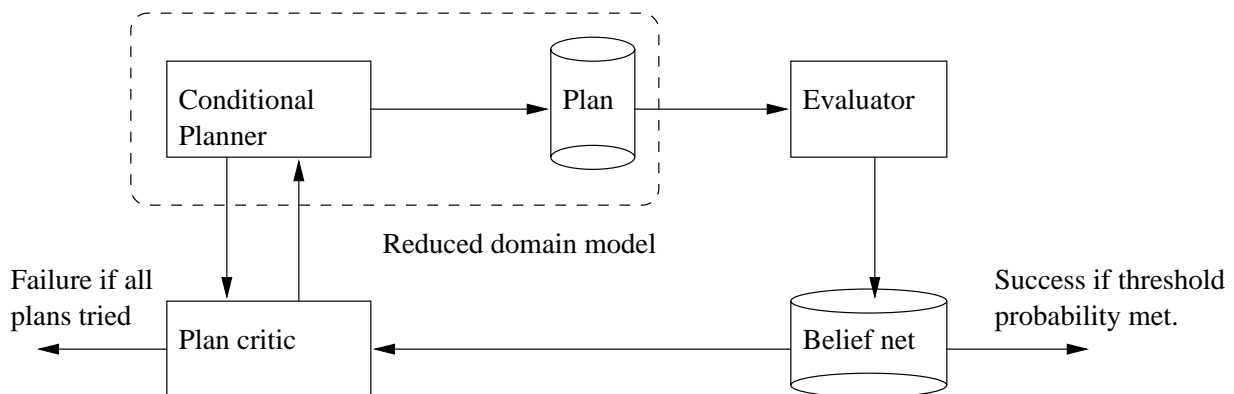 Conditional
Planner
Plan
Evaluator
Reduced domain model
Failure if all
plans tried
Plan critic
Belief net
Success if threshold
probability met.